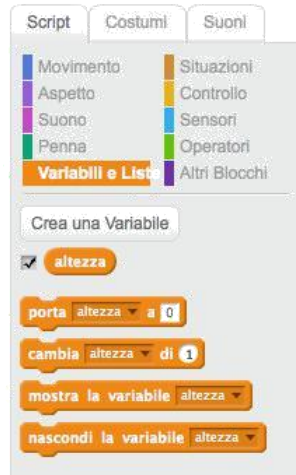 Script Costumi Suoni
Movimento Situazioni
Aspetto Controllo
Suono Sensori
Penna Operatori
Variabili e Liste Altri Blocchi
Crea una Variabile
altezza
porta altezza a 0
cambia altezza di 1
mostra la variabile altezza
nascondi la variabile altezza